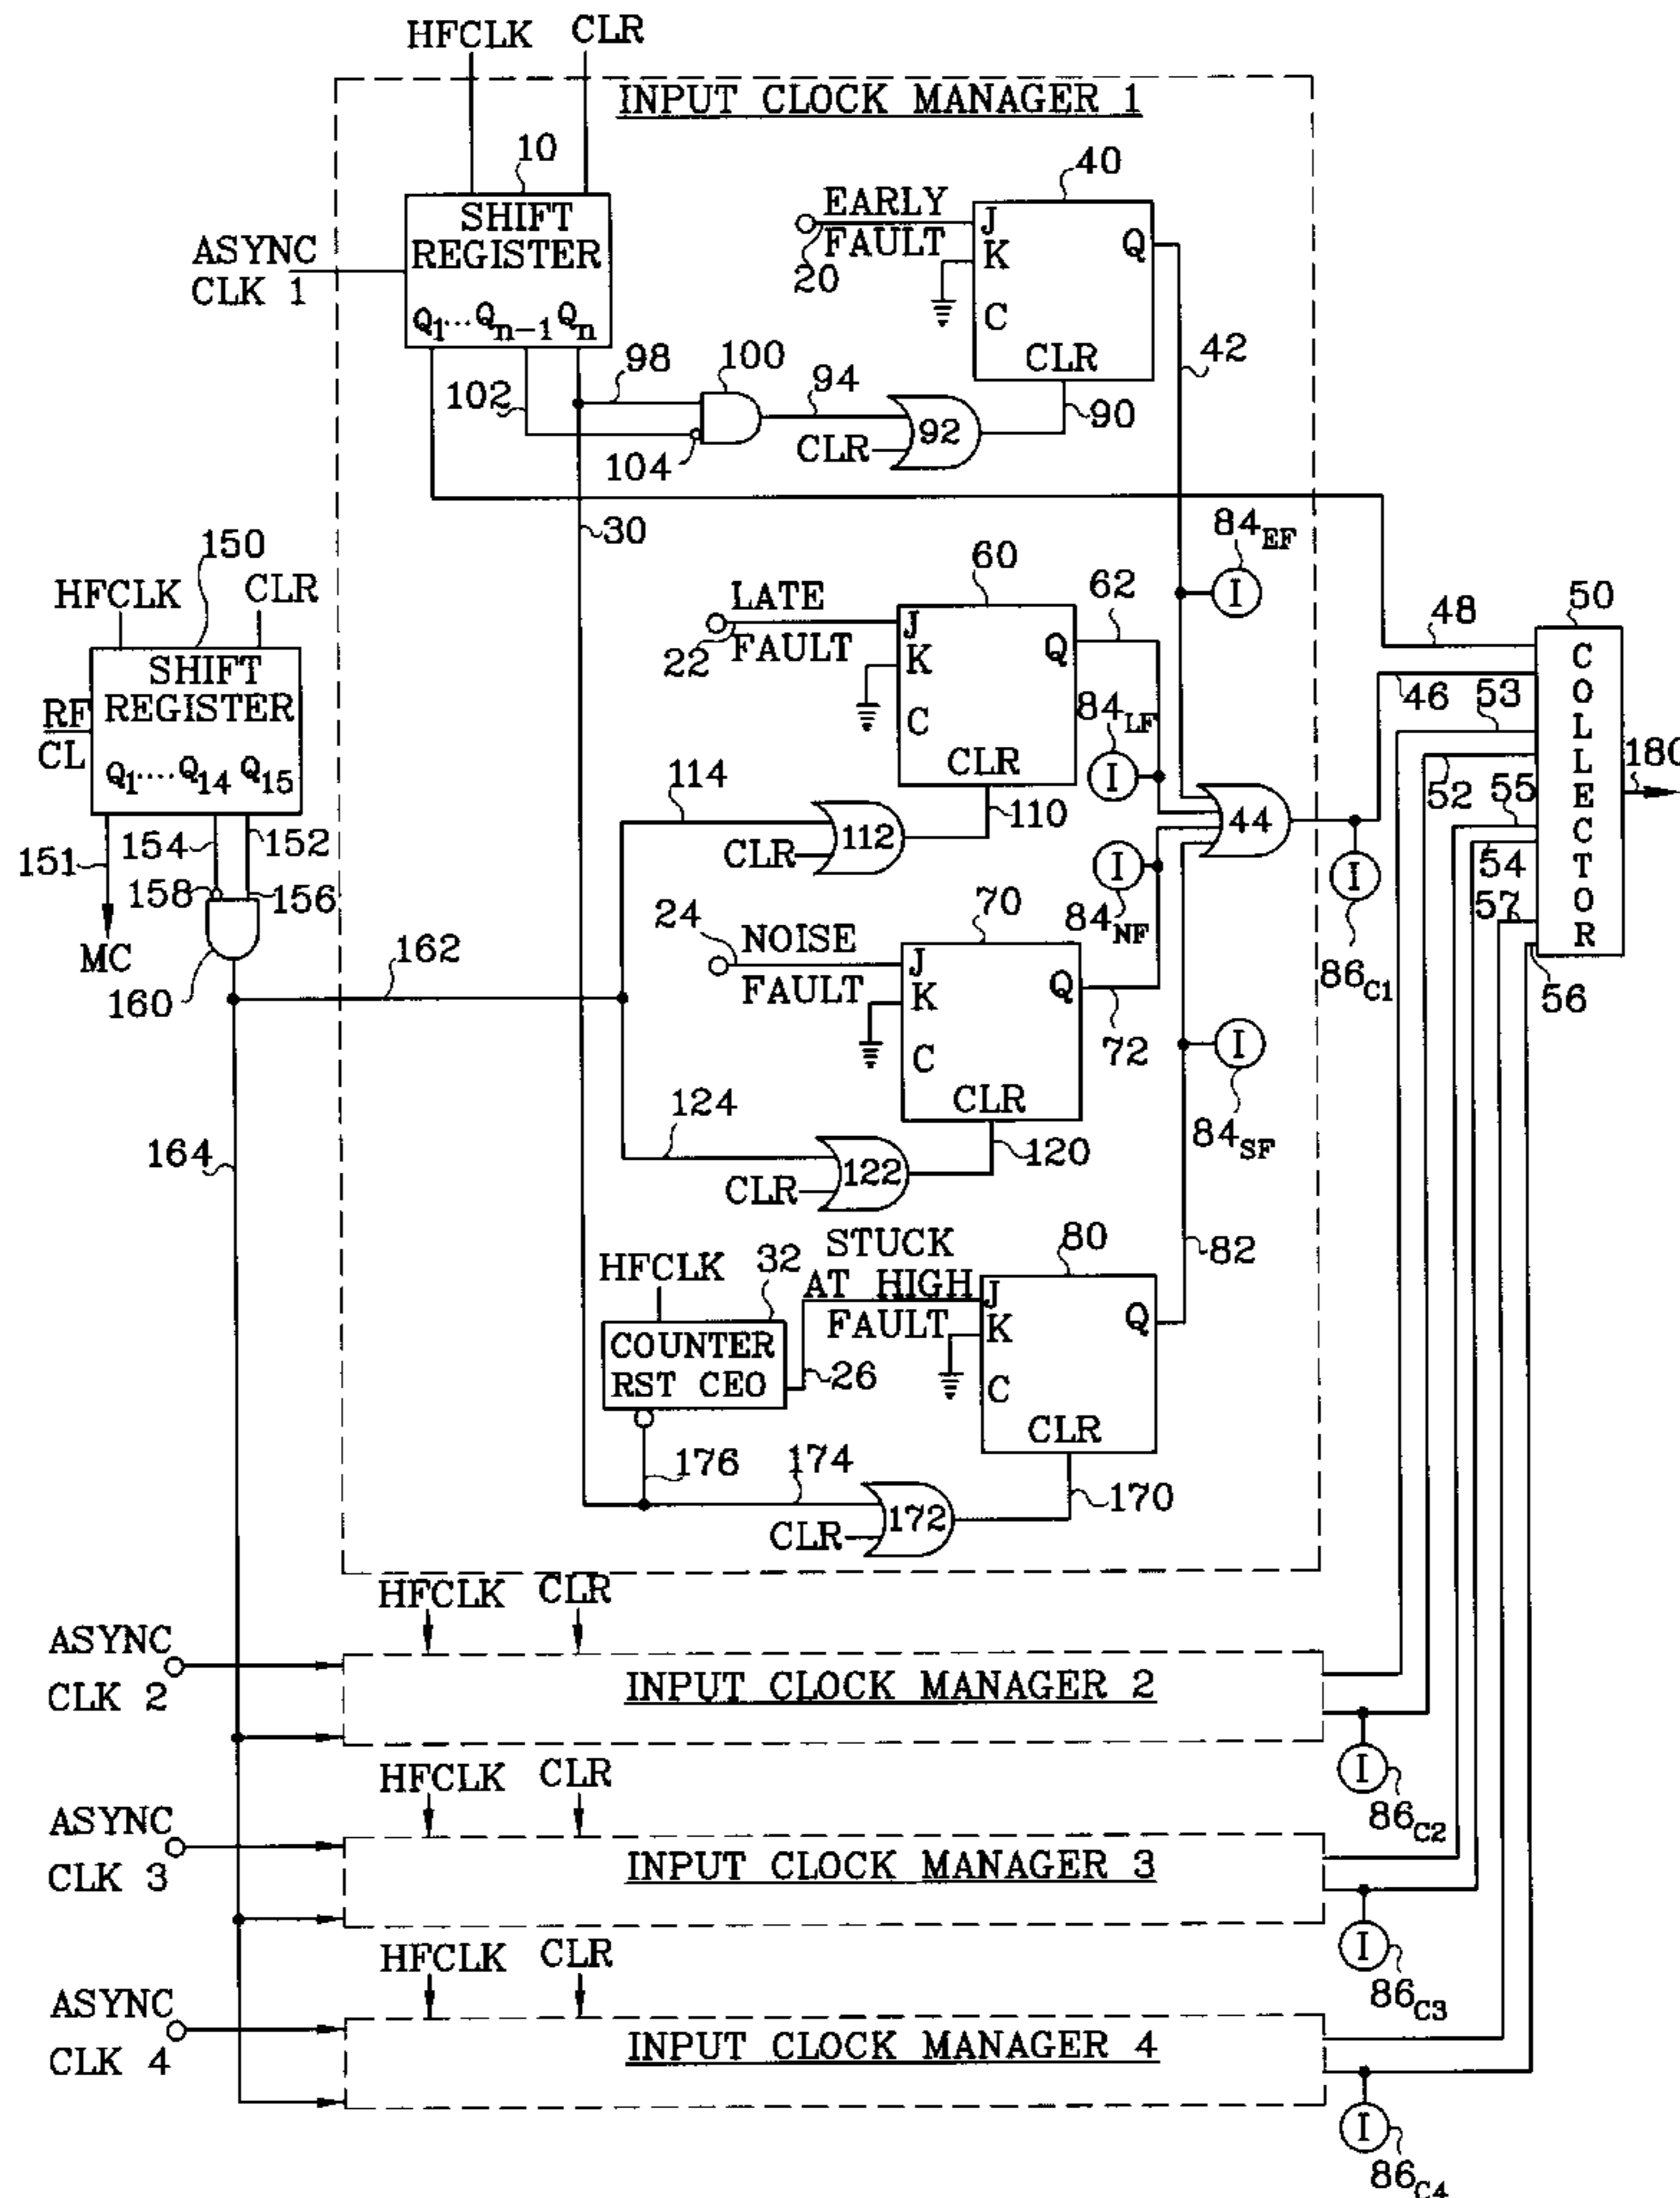 HFCLK CLR
INPUT CLOCK MANAGER 1
10
SHIFT
REGISTER
Q1...Qn-1 Qn
ASYNC
CLK 1
EARLY
FAULT
20
40
J
K
C
Q
CLR
42
98
100
94
102
104
CLR
92
90
30
84EF
150
HFCLK CLR
SHIFT
REGISTER
RF
CL
Q1....Q14 Q15
151
154
152
158
156
MC
160
162
164
LATE
FAULT
22
60
J
K
C
Q
CLR
62
84LF
114
CLR
112
110
44
84NF
NOISE
FAULT
24
70
J
K
C
Q
CLR
72
124
CLR
122
120
84SF
82
HFCLK
32
COUNTER
RST CEO
STUCK
AT HIGH
FAULT
26
80
J
K
C
Q
CLR
176
174
CLR
172
170
48
46
53
52
55
54
57
56
50
COLLECTOR
180
86C1
HFCLK CLR
ASYNC
CLK 2
INPUT CLOCK MANAGER 2
86C2
HFCLK CLR
ASYNC
CLK 3
INPUT CLOCK MANAGER 3
86C3
HFCLK CLR
ASYNC
CLK 4
INPUT CLOCK MANAGER 4
86C4
I
I
I
I
I
I
I
I